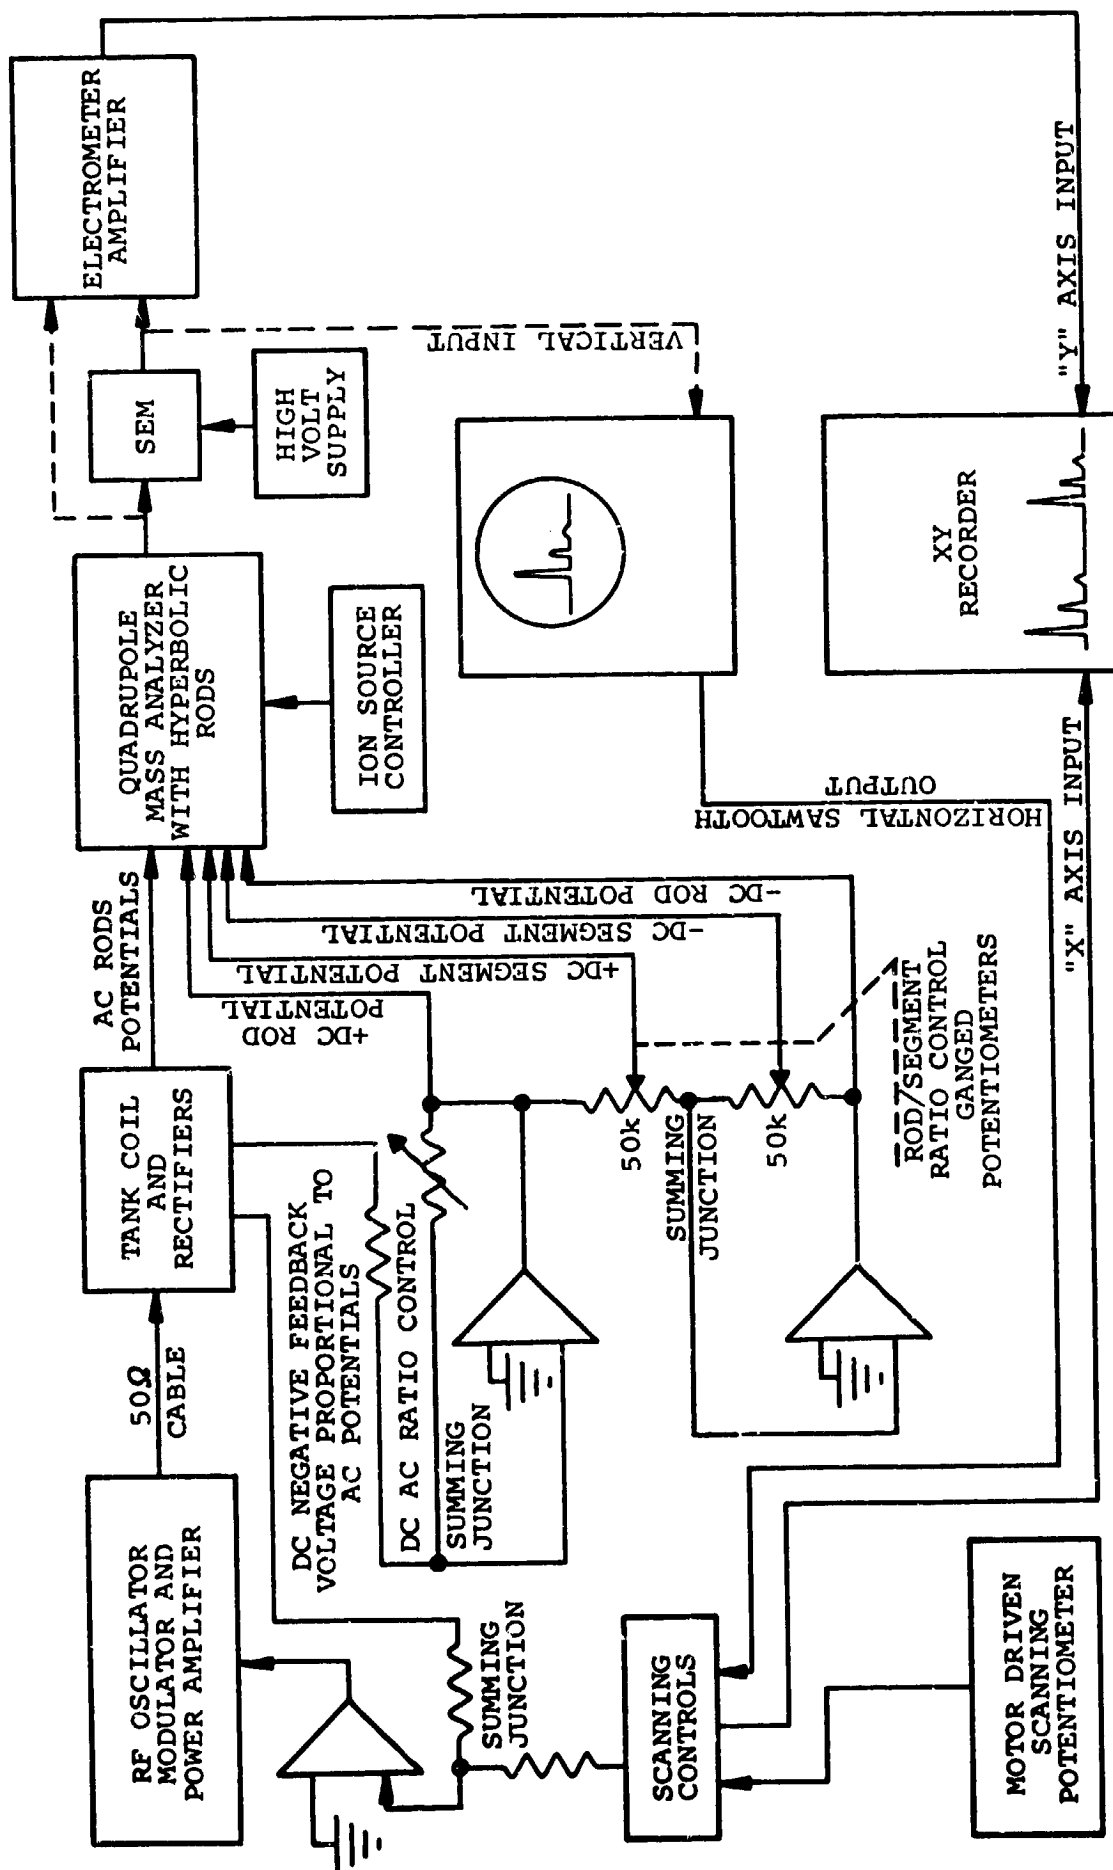 RF OSCILLATOR
MODULATOR AND
POWER AMPLIFIER
50Ω
CABLE
TANK COIL
AND
RECTIFIERS
AC RODS
POTENTIALS
QUADRUPOLE
MASS ANALYZER
WITH HYPERBOLIC
RODS
SEM
ELECTROMETER
AMPLIFIER
HIGH
VOLT
SUPPLY
ION SOURCE
CONTROLLER
VERTICAL INPUT
DC NEGATIVE FEEDBACK
VOLTAGE PROPORTIONAL TO
AC POTENTIALS
DC AC RATIO CONTROL
SUMMING
JUNCTION
+DC ROD
POTENTIAL
+DC SEGMENT POTENTIAL
-DC SEGMENT POTENTIAL
-DC ROD POTENTIAL
50k
SUMMING
JUNCTION
50k
ROD/SEGMENT
RATIO CONTROL
GANGED
POTENTIOMETERS
HORIZONTAL SAWTOOTH
OUTPUT
SUMMING
JUNCTION
SCANNING
CONTROLS
MOTOR DRIVEN
SCANNING
POTENTIOMETER
"X" AXIS INPUT
XY
RECORDER
"Y" AXIS INPUT